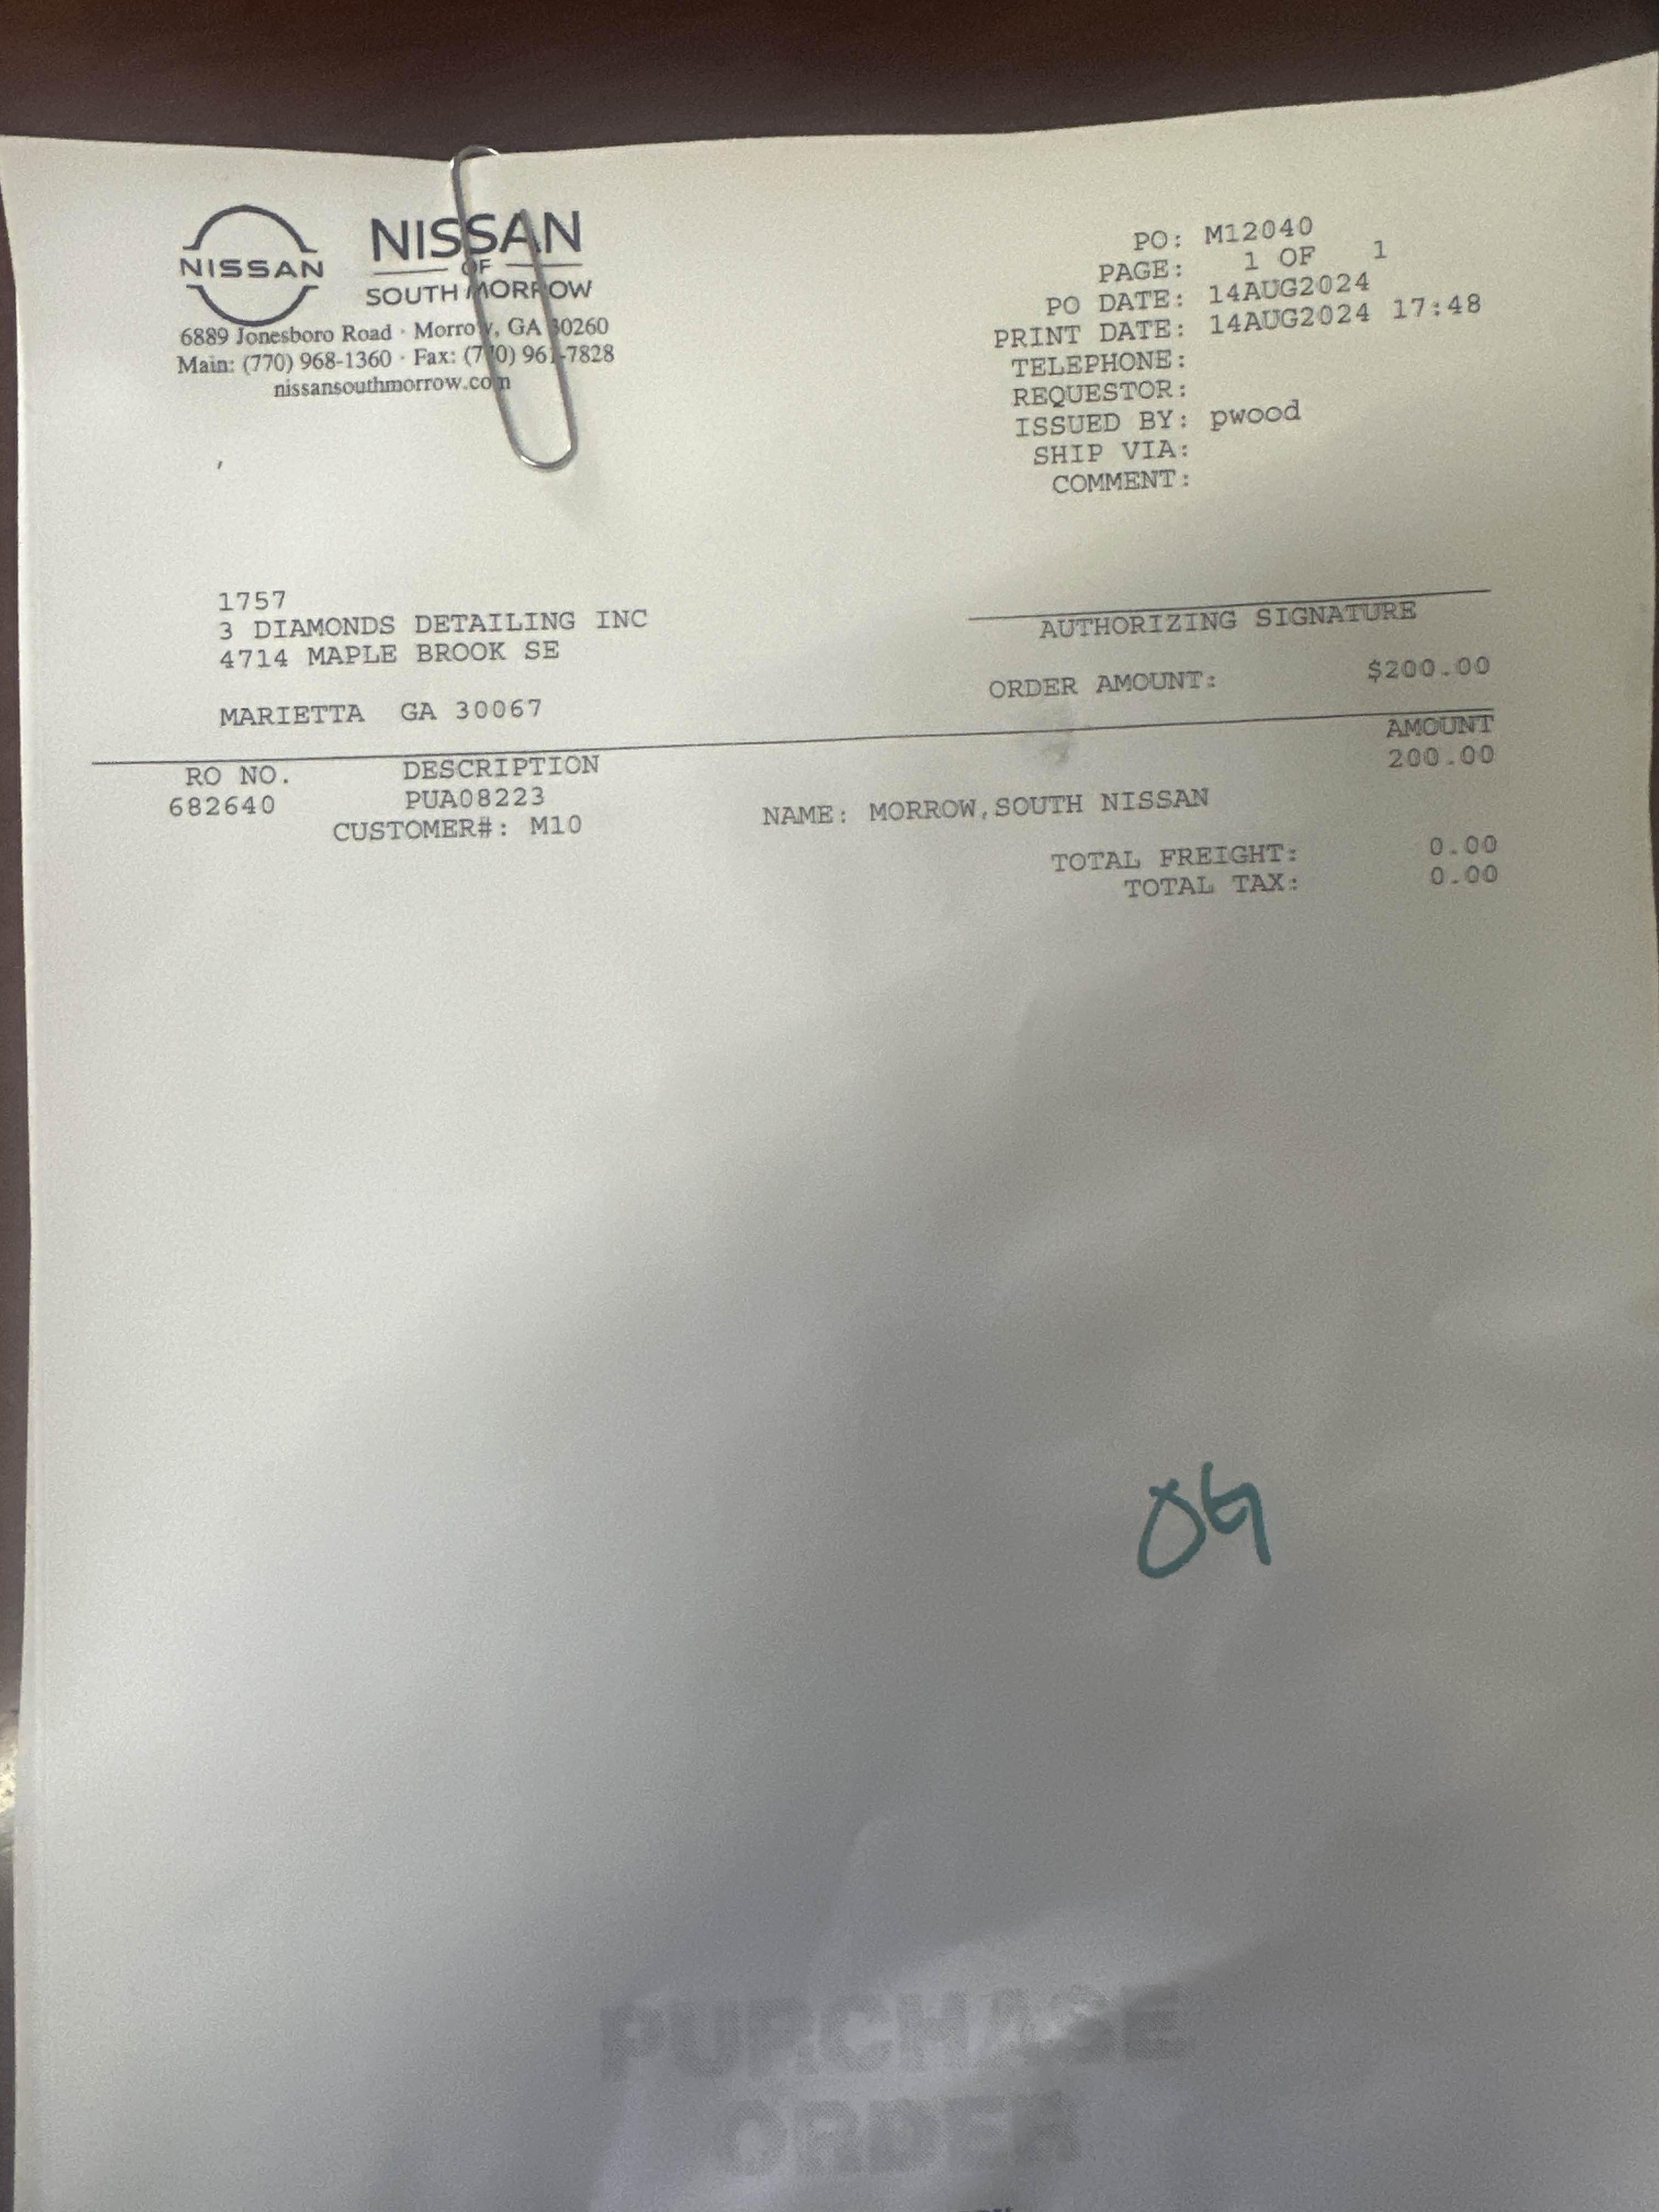 NISSAN
NISSAN
OF
SOUTH MORROW
6889 Jonesboro Road · Morrow, GA 30260
Main: (770) 968-1360 · Fax: (770) 961-7828
nissansouthmorrow.com
PO: M12040
PAGE: 1 OF 1
PO DATE: 14AUG2024
PRINT DATE: 14AUG2024 17:48
TELEPHONE:
REQUESTOR:
ISSUED BY: pwood
SHIP VIA:
COMMENT:
1757
3 DIAMONDS DETAILING INC
4714 MAPLE BROOK SE
MARIETTA GA 30067
AUTHORIZING SIGNATURE
ORDER AMOUNT: $200.00
RO NO. DESCRIPTION AMOUNT
682640 PUA08223 200.00
CUSTOMER#: M10 NAME: MORROW,SOUTH NISSAN
TOTAL FREIGHT: 0.00
TOTAL TAX: 0.00
PURCHASE
ORDER